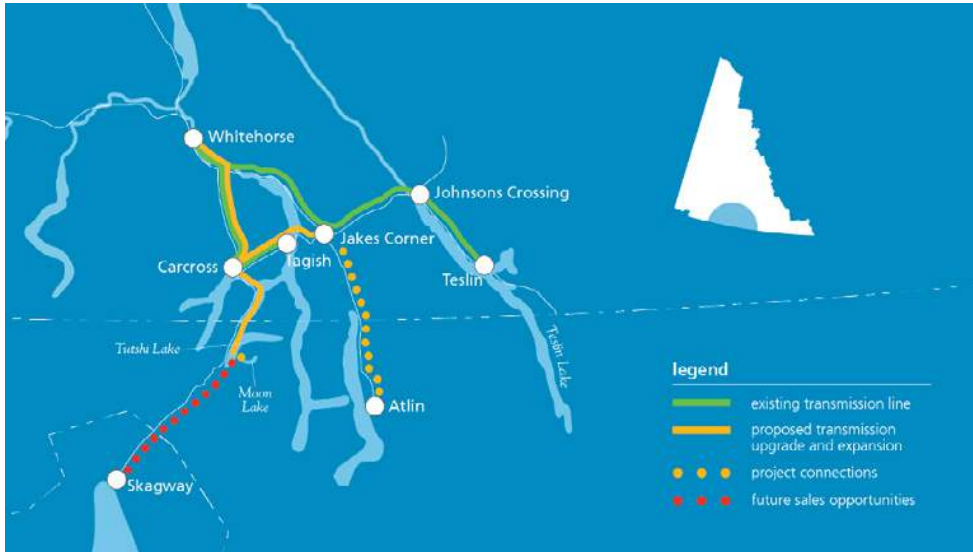 Whitehorse
Johnsons Crossing
Jakes Corner
Tagish
Carcross
Teslin
Tutshi Lake
Moon
Lake
Teslin Lake
Atlin
Skagway
legend
existing transmission line
proposed transmission
upgrade and expansion
project connections
future sales opportunities